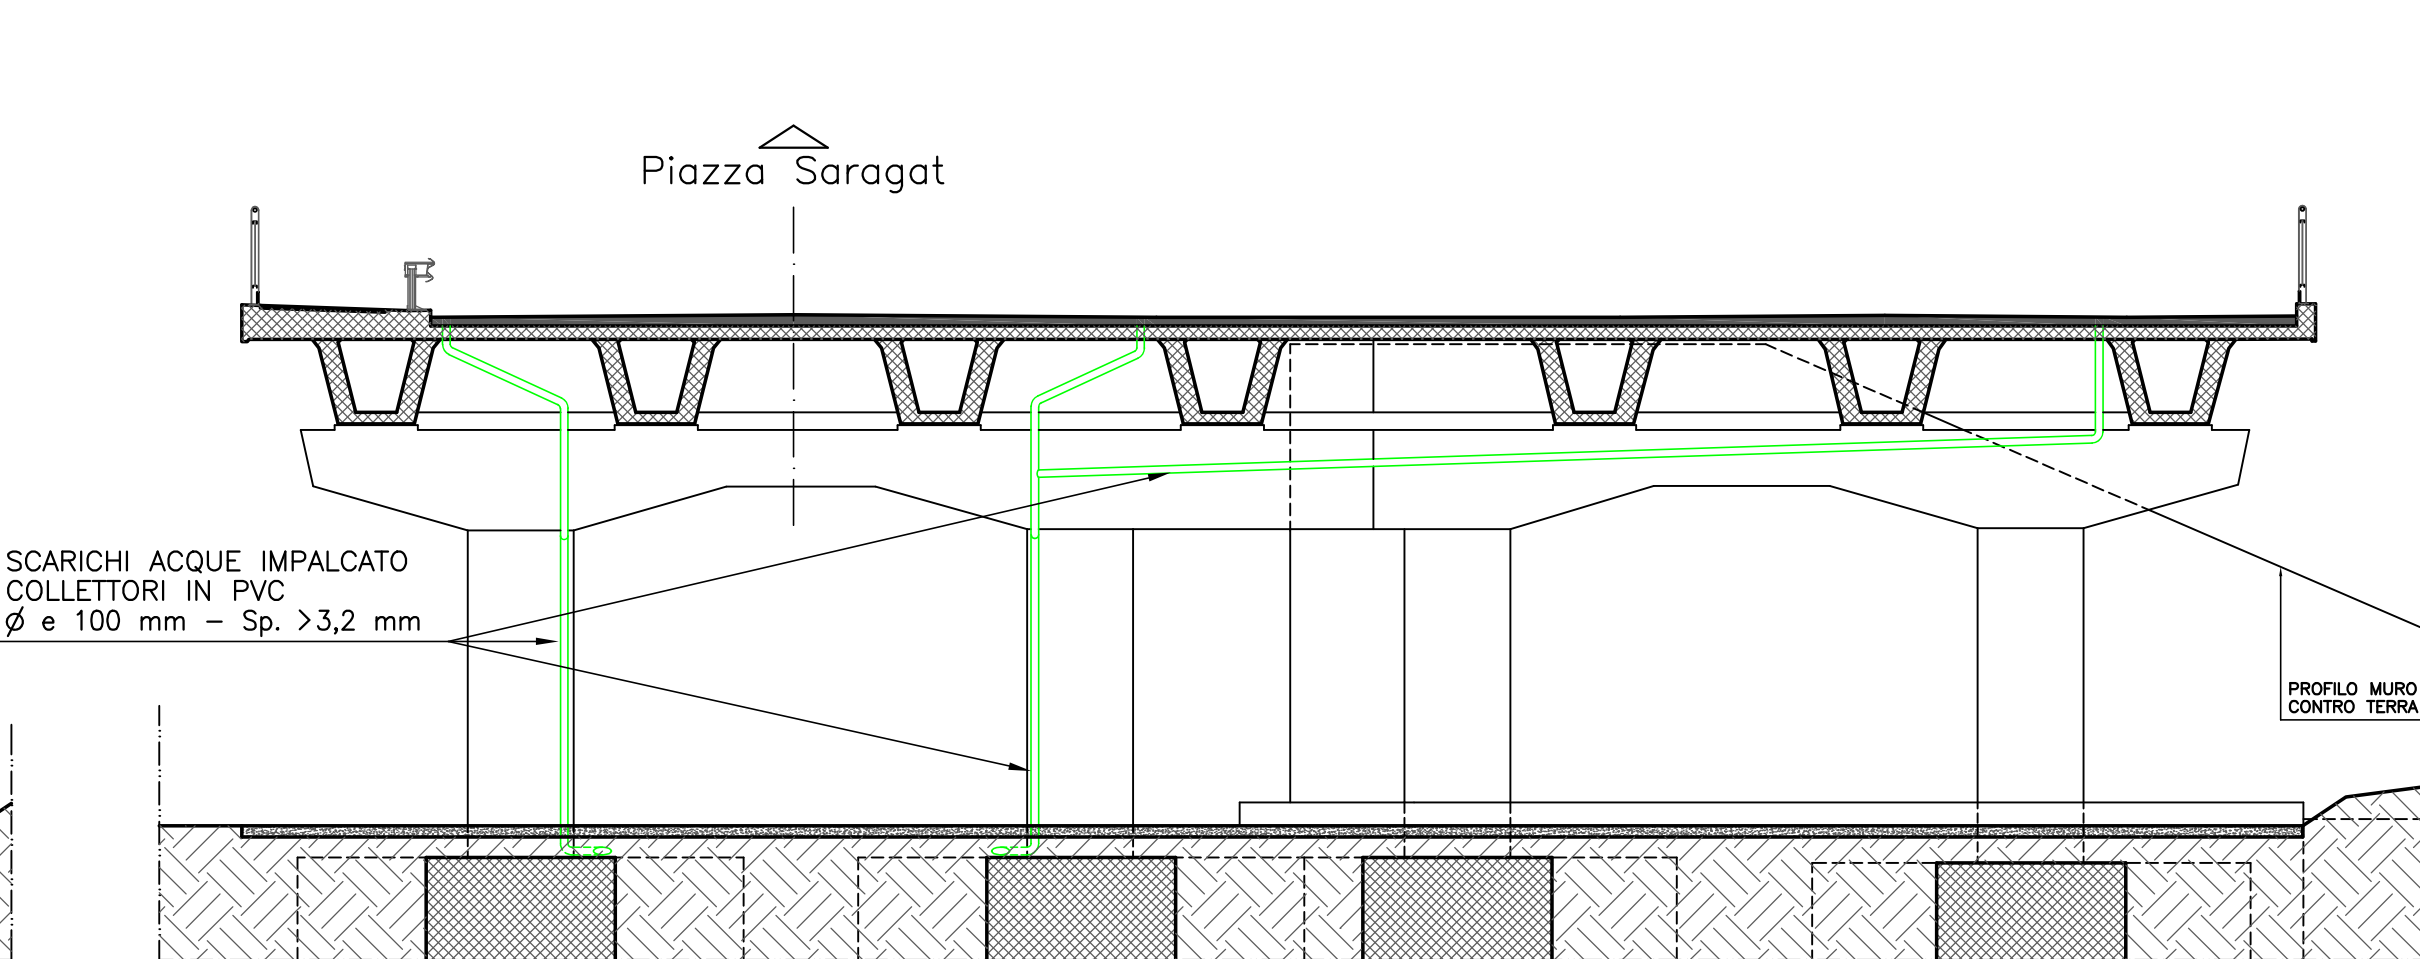 Piazza Saragat
SCARICHI ACQUE IMPALCATO
COLLETTORI IN PVC
Ø e 100 mm - Sp. >3,2 mm
PROFILO MURO
CONTRO TERRA